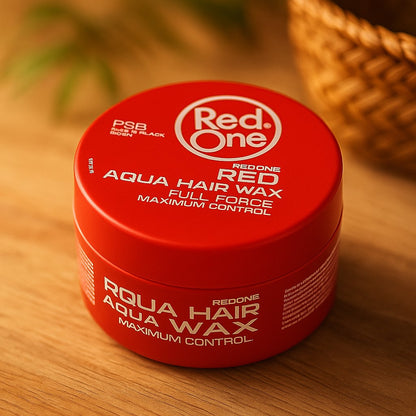 Red
One
PSB
REDONE
RED
AQUA HAIR WAX
FULL FORCE
MAXIMUM CONTROL
REDONE
RQUA HAIR
AQUA WAX
MAXIMUM CONTROL